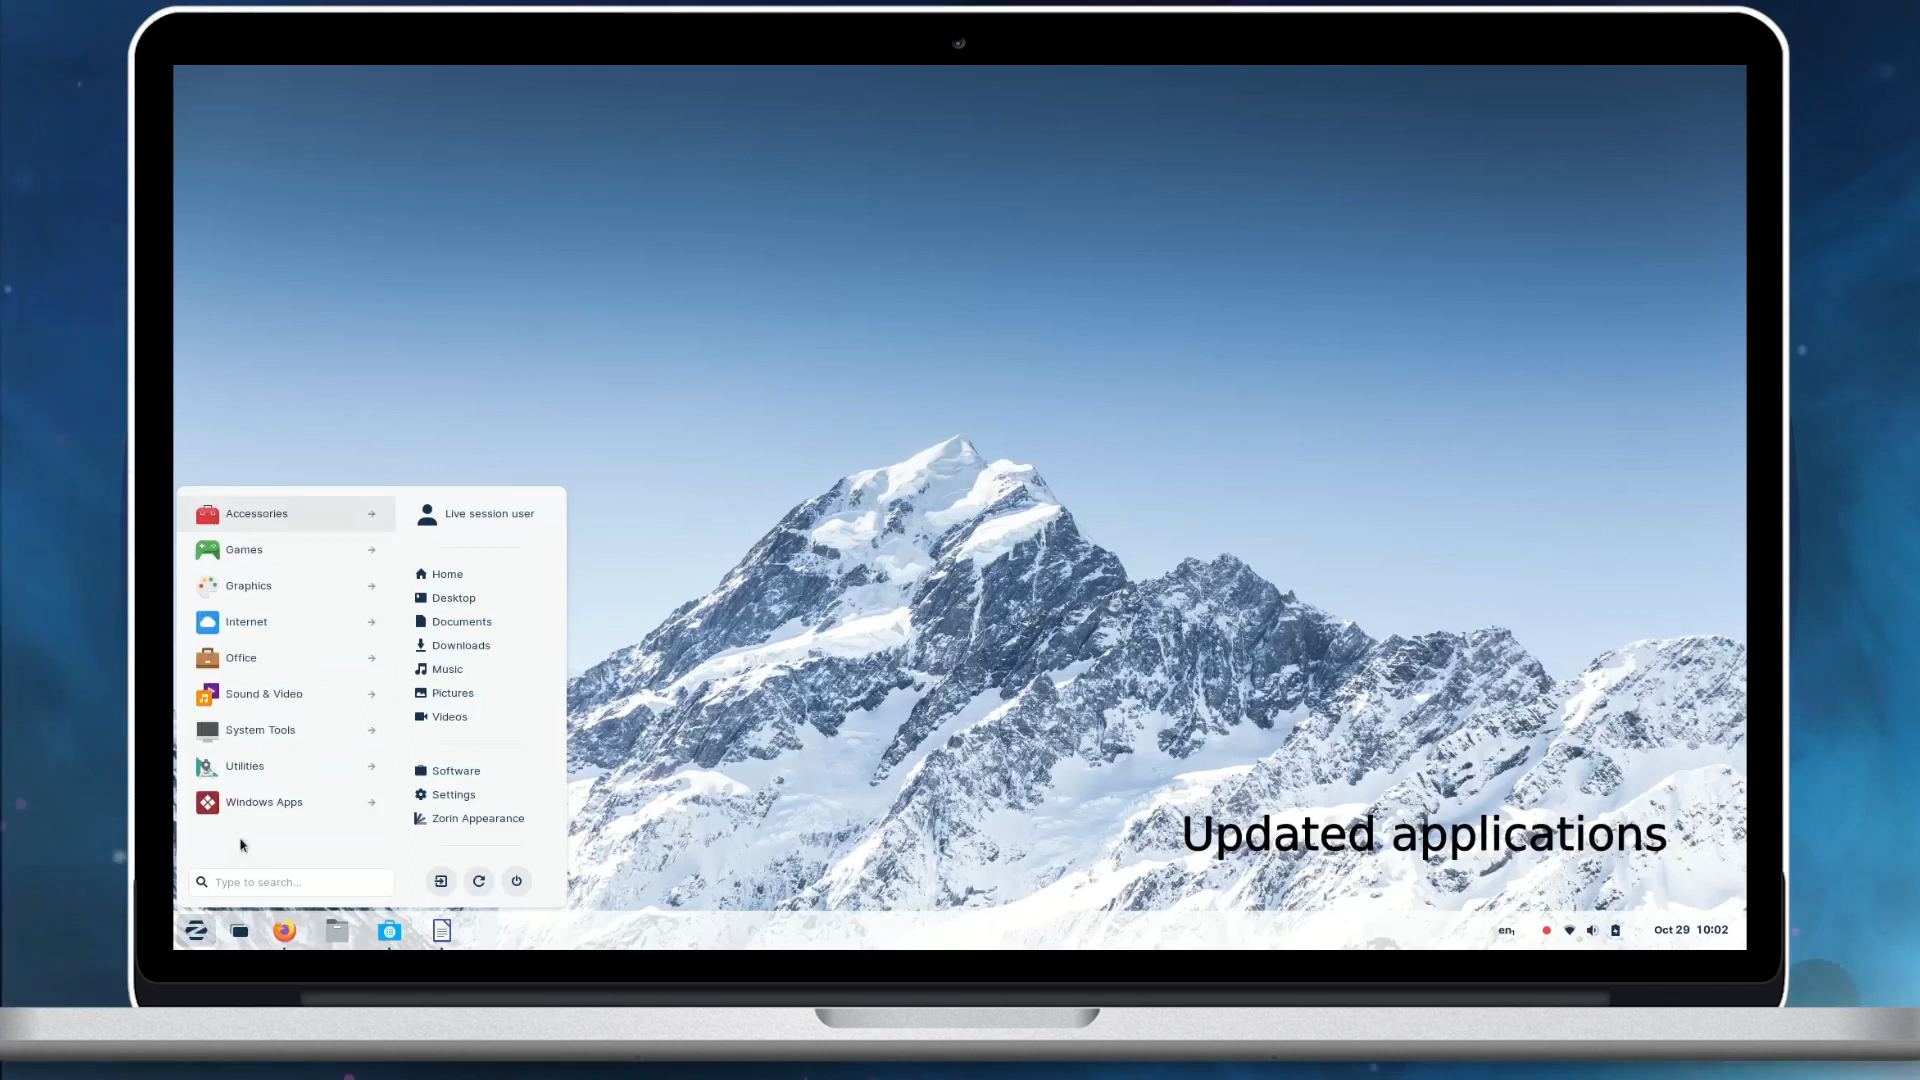 Accessories
Games
Graphics
Internet
Office
Sound & Video
System Tools
Utilities
Windows Apps
Type to search...
Live session user
Home
Desktop
Documents
Downloads
Music
Pictures
Videos
Software
Settings
Zorin Appearance
Updated applications
en₁
Oct 29 10:02